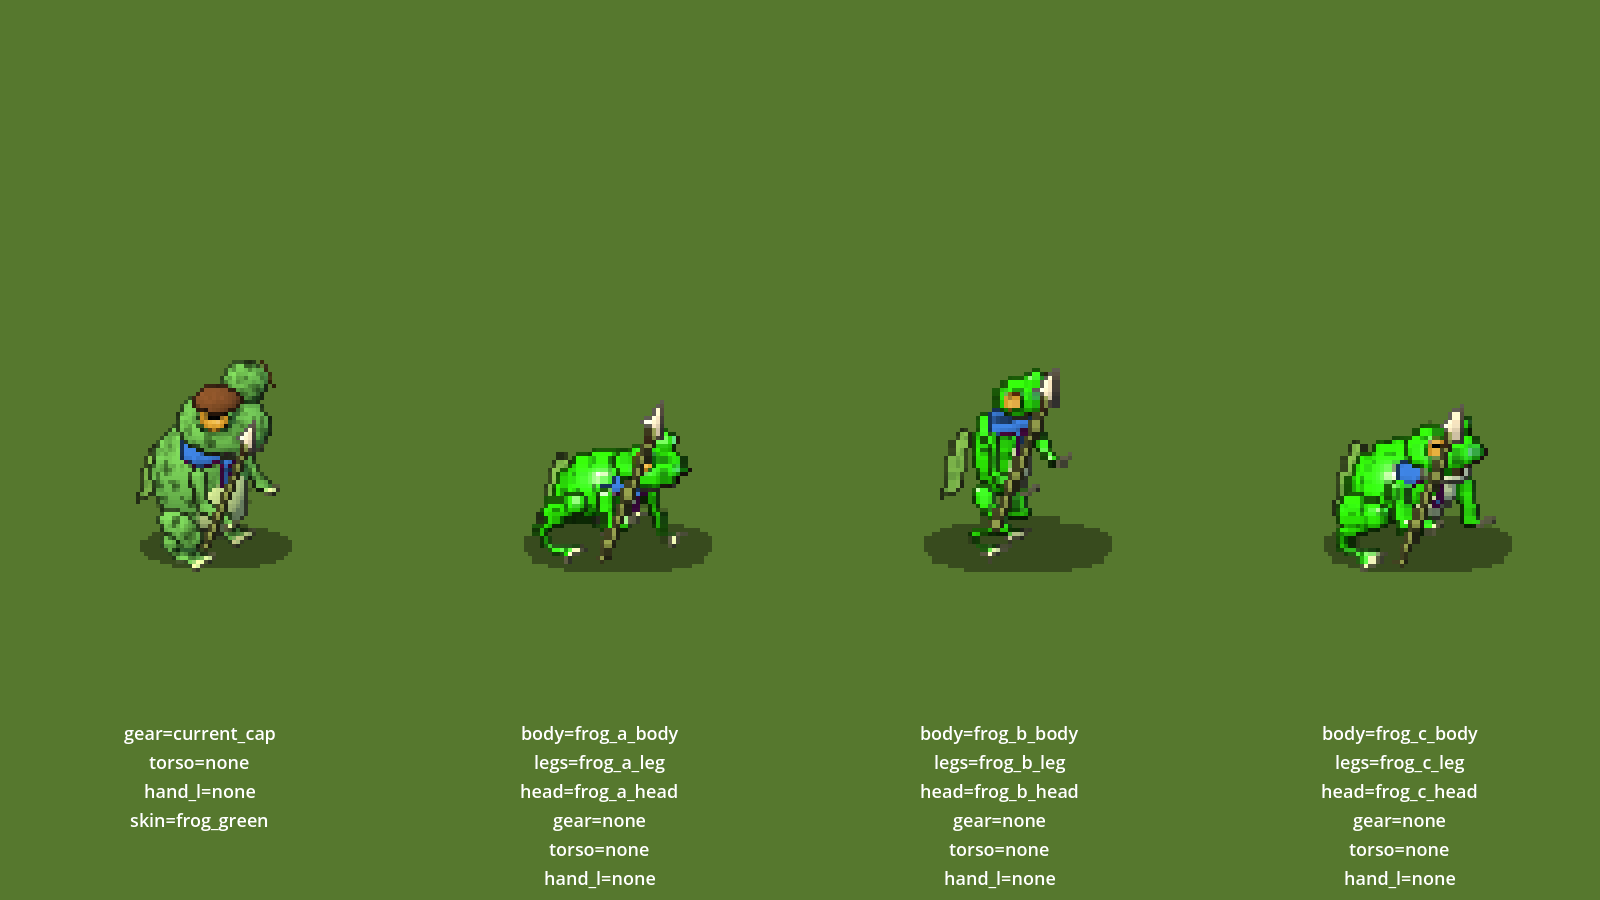 gear=current_cap
torso=none
hand_l=none
skin=frog_green
body=frog_a_body
legs=frog_a_leg
head=frog_a_head
gear=none
torso=none
hand_l=none
body=frog_b_body
legs=frog_b_leg
head=frog_b_head
gear=none
torso=none
hand_l=none
body=frog_c_body
legs=frog_c_leg
head=frog_c_head
gear=none
torso=none
hand_l=none